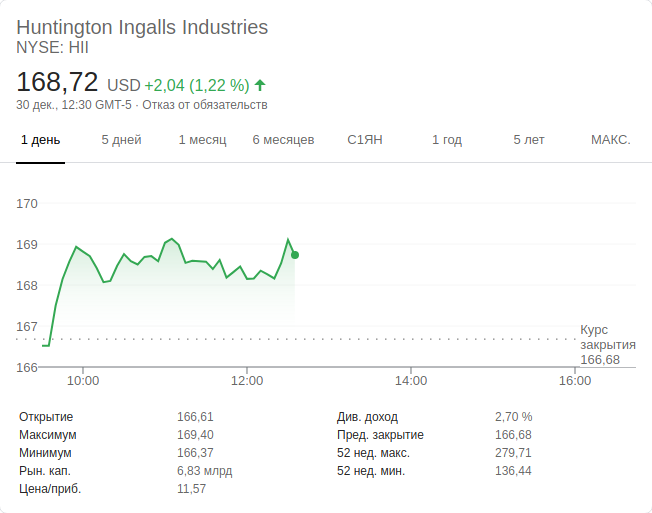 Huntington Ingalls Industries
NYSE: HII
168,72 USD +2,04 (1,22 %)
30 дек., 12:30 GMT-5 · Отказ от обязательств
1 день 5 дней 1 месяц 6 месяцев С1ЯН 1 год 5 лет МАКС.
170
169
168
167
166
Курс
закрытия
166,68
10:00 12:00 14:00 16:00
Открытие 166,61 Див. доход 2,70 %
Максимум 169,40 Пред. закрытие 166,68
Минимум 166,37 52 нед. макс. 279,71
Рын. кап. 6,83 млрд 52 нед. мин. 136,44
Цена/приб. 11,57